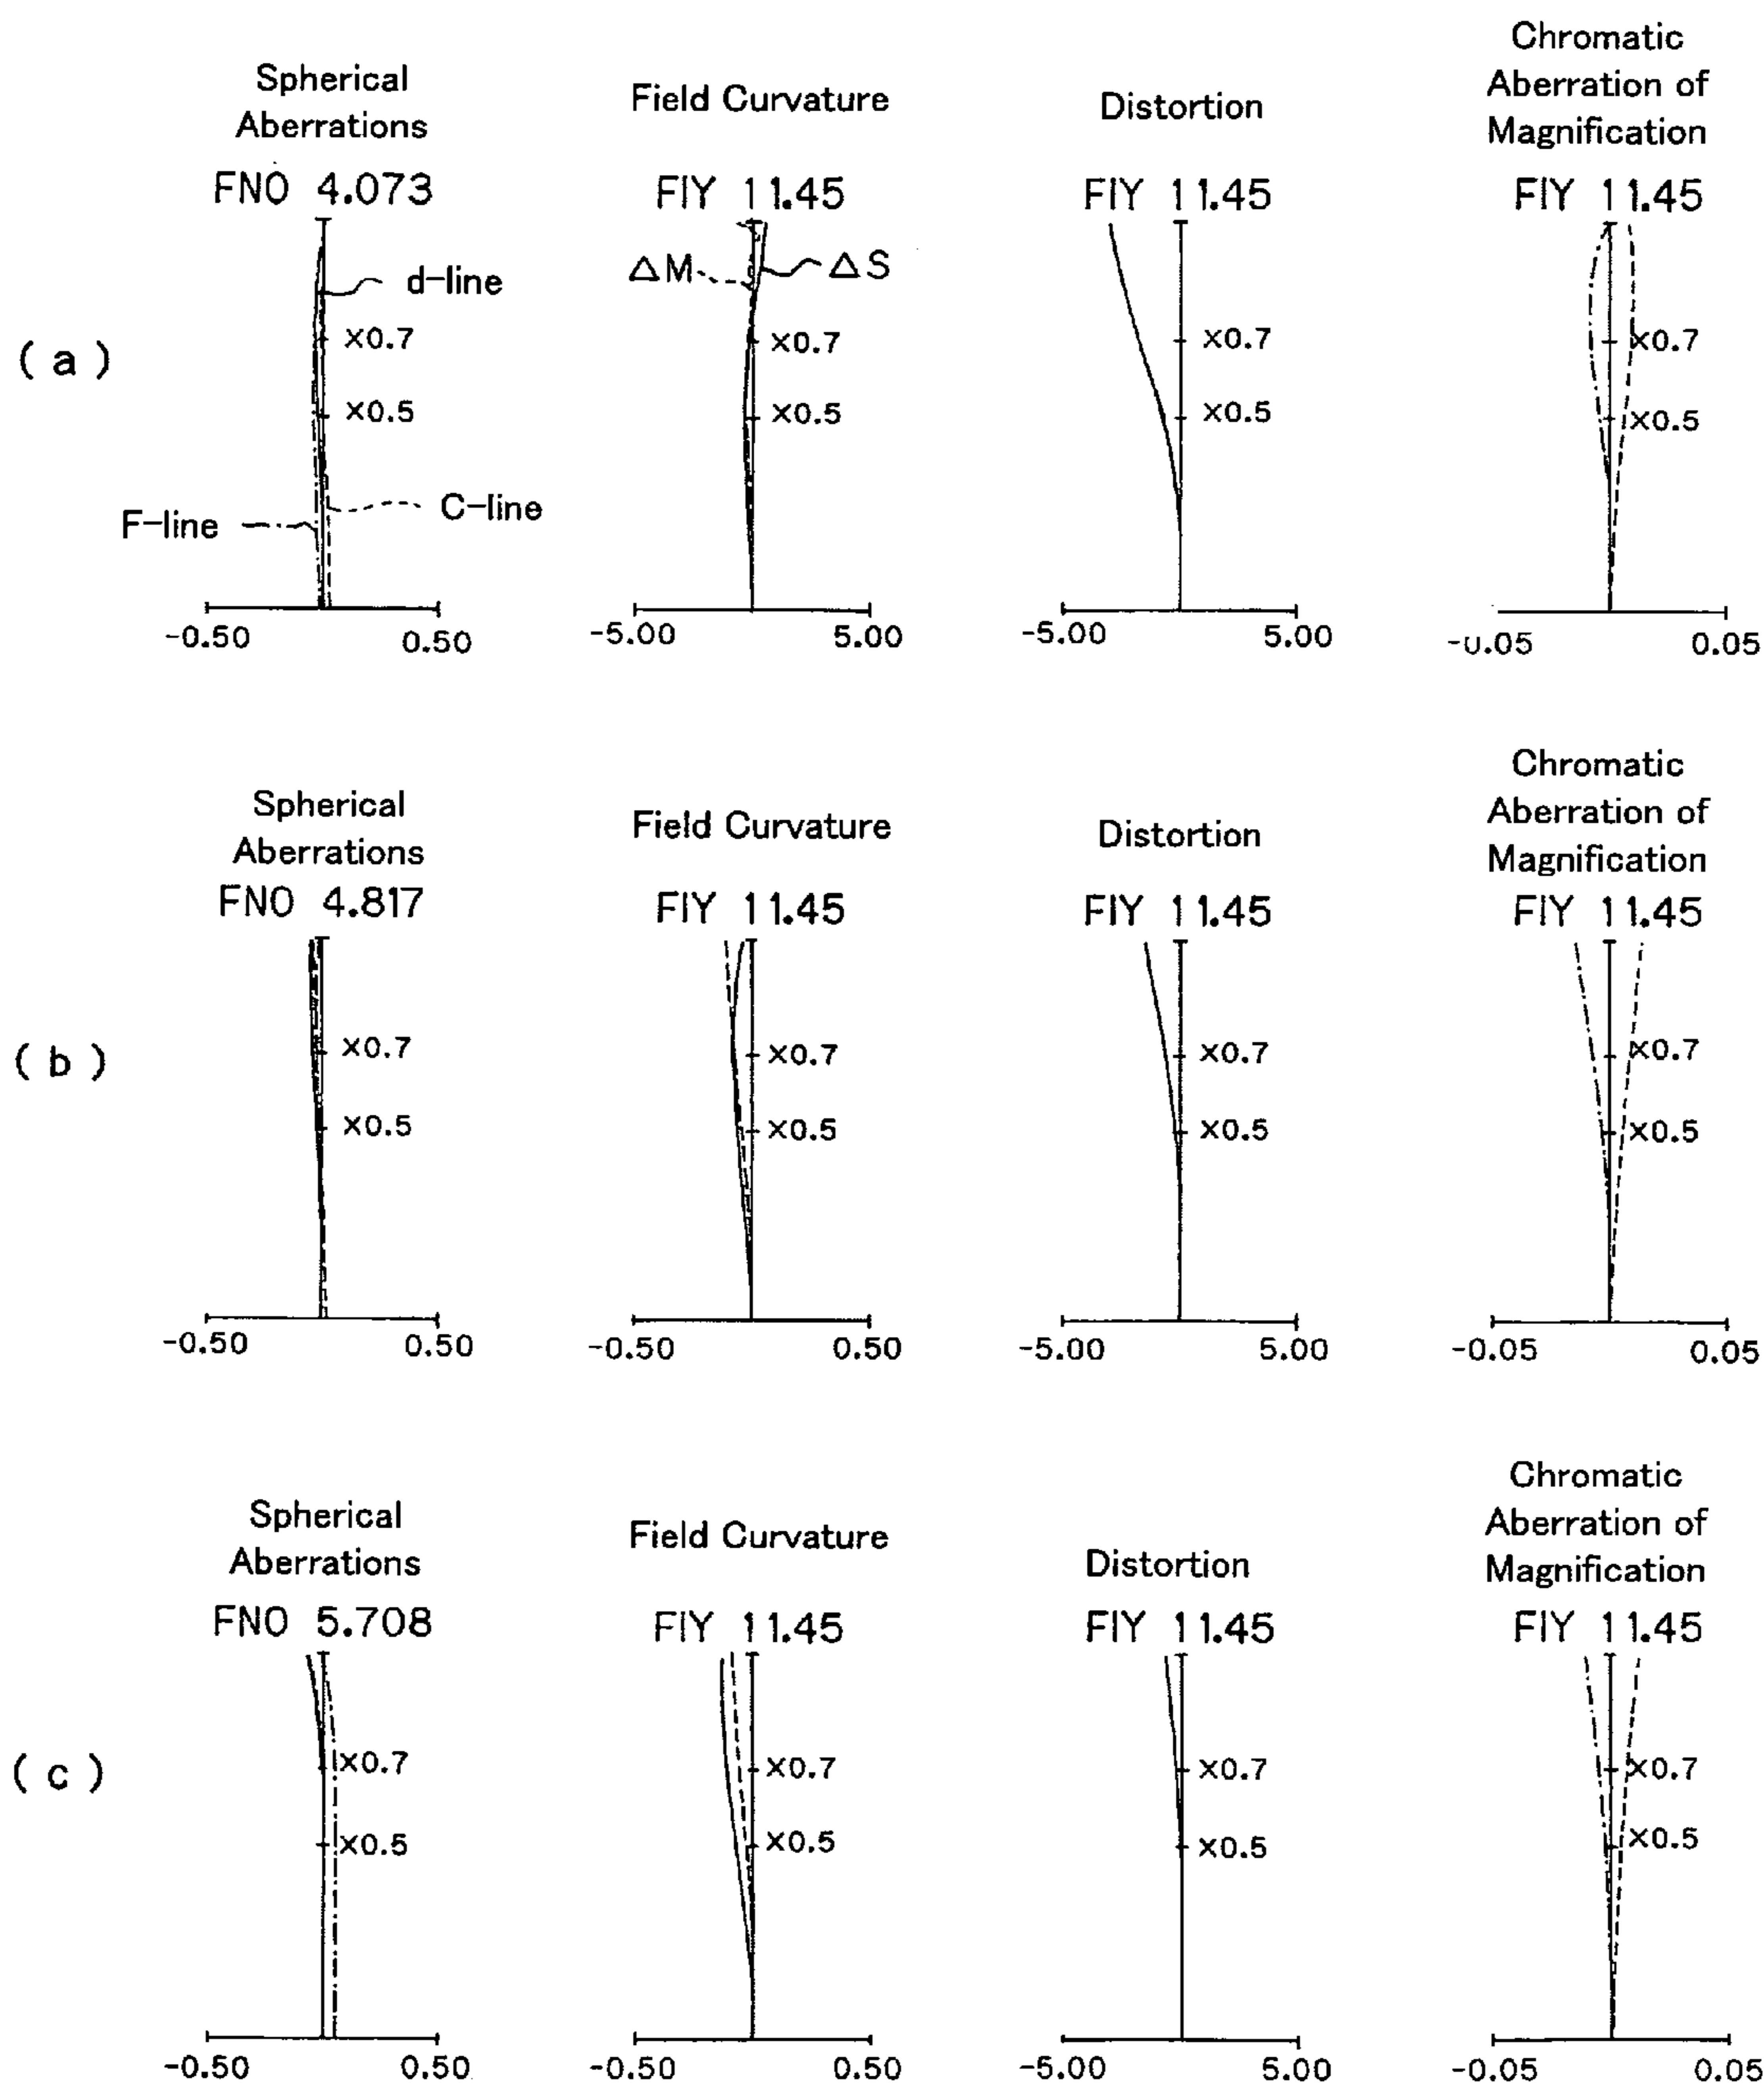 Spherical
Aberrations
FNO 4.073
Field Curvature
FIY 11.45
Distortion
FIY 11.45
Chromatic
Aberration of
Magnification
FIY 11.45
(a)
d-line
×0.7
×0.5
F-line
C-line
-0.50 0.50
ΔM
ΔS
×0.7
×0.5
-5.00 5.00
×0.7
×0.5
-5.00 5.00
×0.7
×0.5
-0.05 0.05
Spherical
Aberrations
FNO 4.817
Field Curvature
FIY 11.45
Distortion
FIY 11.45
Chromatic
Aberration of
Magnification
FIY 11.45
(b)
×0.7
×0.5
-0.50 0.50
×0.7
×0.5
-0.50 0.50
×0.7
×0.5
-5.00 5.00
×0.7
×0.5
-0.05 0.05
Spherical
Aberrations
FNO 5.708
Field Curvature
FIY 11.45
Distortion
FIY 11.45
Chromatic
Aberration of
Magnification
FIY 11.45
(c)
×0.7
×0.5
-0.50 0.50
×0.7
×0.5
-0.50 0.50
×0.7
×0.5
-5.00 5.00
×0.7
×0.5
-0.05 0.05